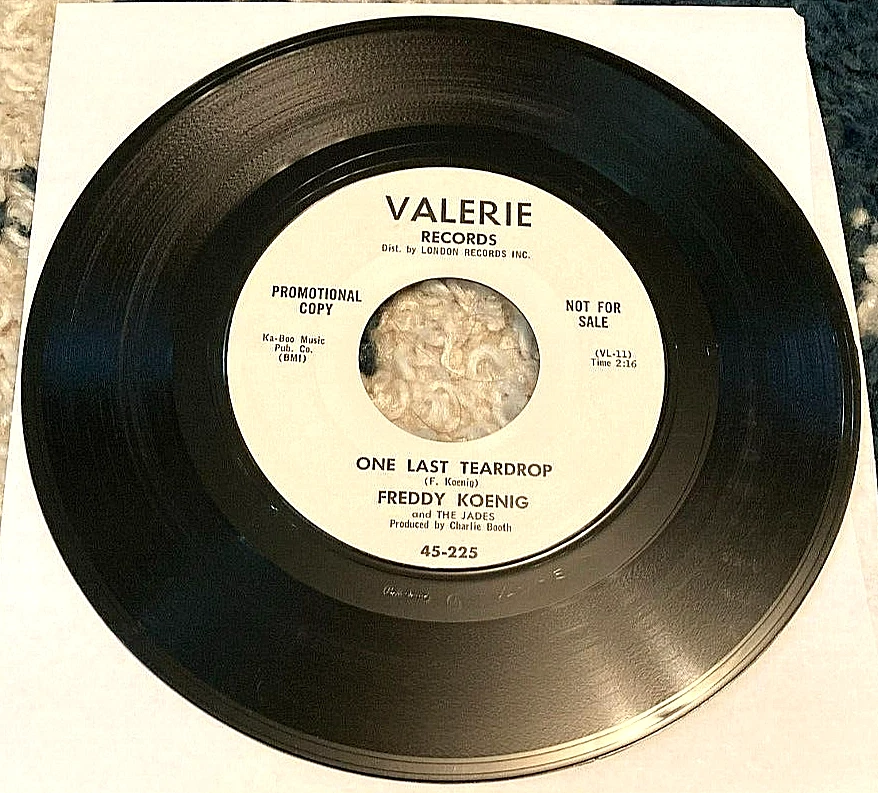 VALERIE
RECORDS
Dist. by LONDON RECORDS INC.
PROMOTIONAL
COPY
NOT FOR
SALE
Ka-Boo Music
Pub. Co.
(BMI)
(VL-11)
Time 2:16
ONE LAST TEARDROP
(F. Koenig)
FREDDY KOENIG
and THE JADES
Produced by Charlie Booth
45-225